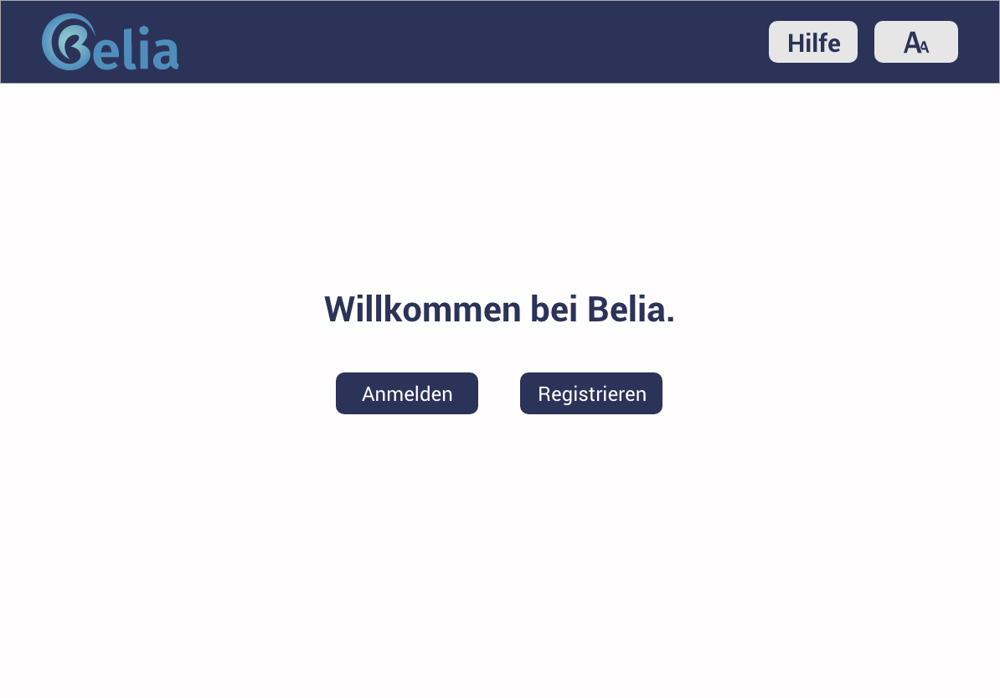 Belia
Hilfe
AA
Willkommen bei Belia.
Anmelden
Registrieren